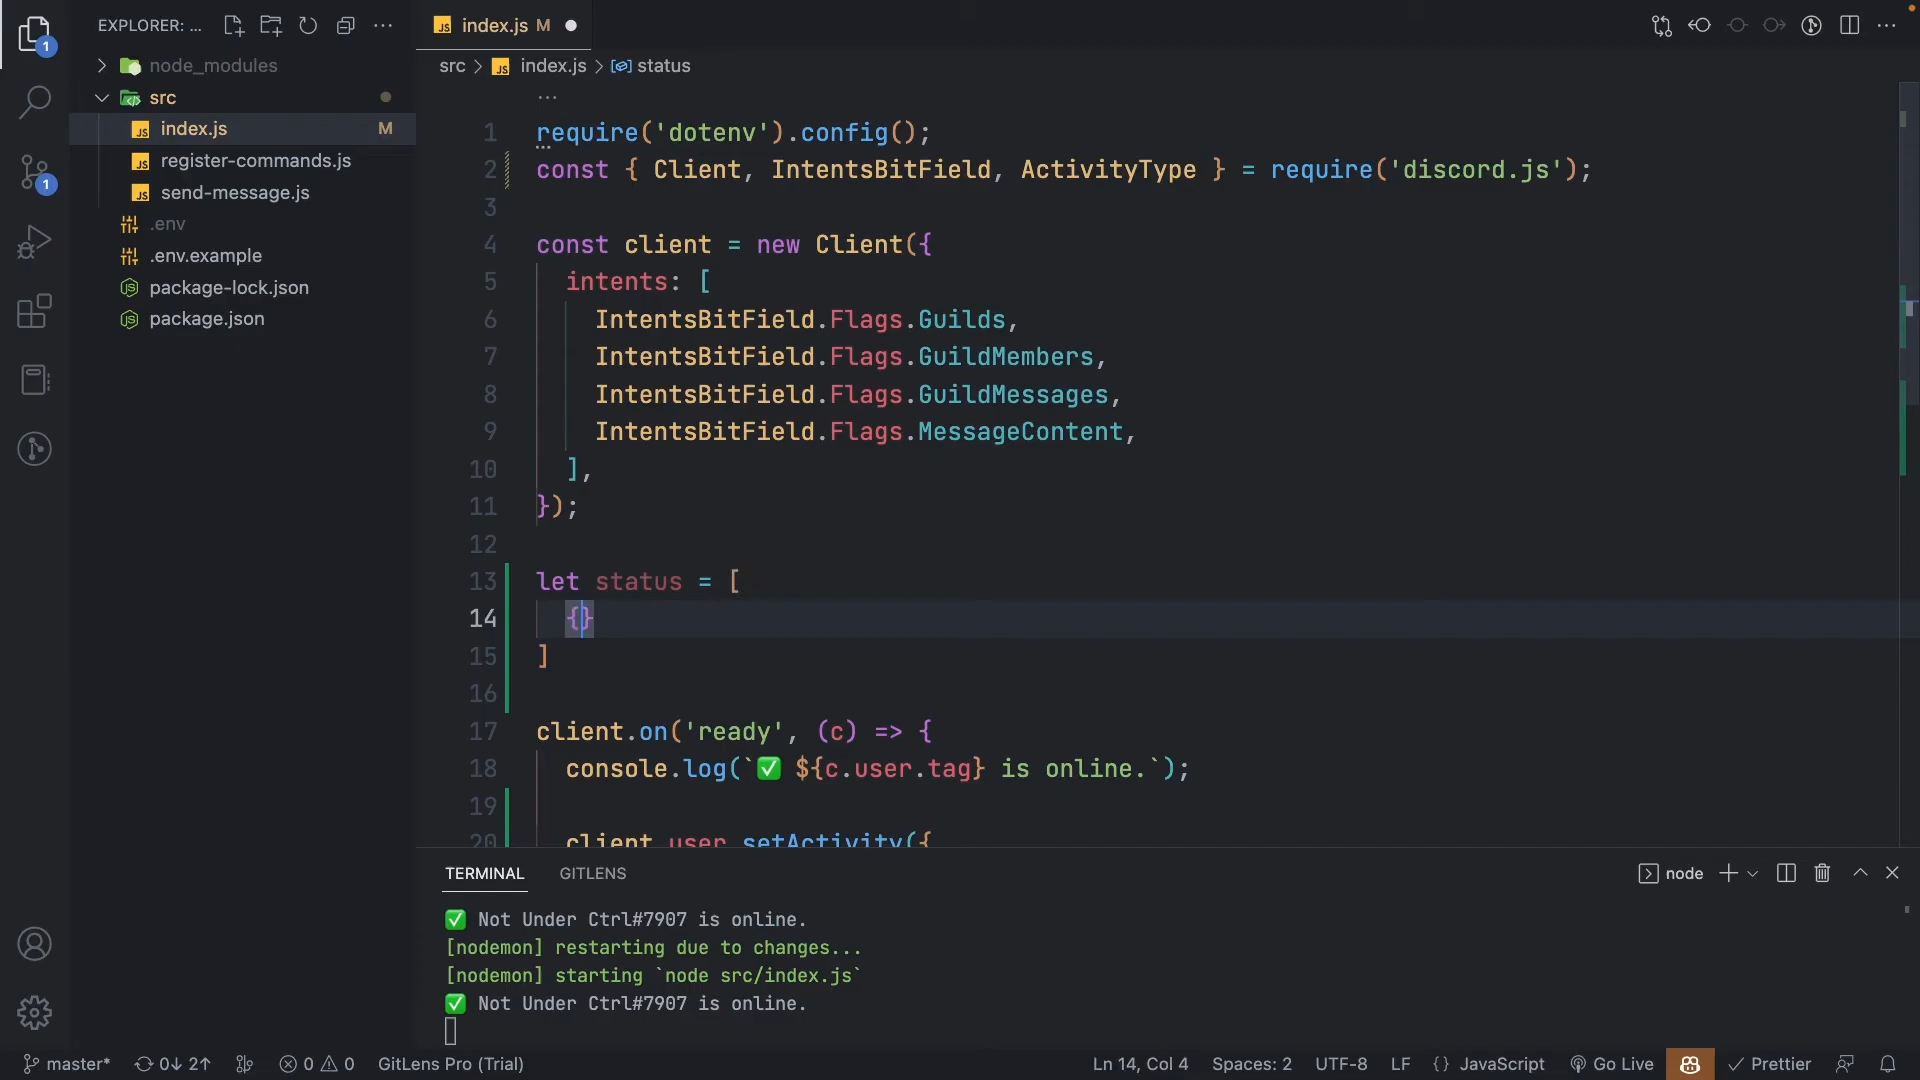 EXPLORER: ...
index.js M
1
node_modules
src
index.js M
register-commands.js
send-message.js
.env
.env.example
package-lock.json
package.json
1
src > index.js > status
...
1 require('dotenv').config();
2 const { Client, IntentsBitField, ActivityType } = require('discord.js');
3
4 const client = new Client({
5 intents: [
6 IntentsBitField.Flags.Guilds,
7 IntentsBitField.Flags.GuildMembers,
8 IntentsBitField.Flags.GuildMessages,
9 IntentsBitField.Flags.MessageContent,
10 ],
11 });
12
13 let status = [
14 {}
15 ]
16
17 client.on('ready', (c) => {
18 console.log(`✅ ${c.user.tag} is online.`);
19
20 client.user.setActivity({
TERMINAL GITLENS
node
✅ Not Under Ctrl#7907 is online.
[nodemon] restarting due to changes...
[nodemon] starting `node src/index.js`
✅ Not Under Ctrl#7907 is online.
master* 0↓ 2↑ 0 0 GitLens Pro (Trial)
Ln 14, Col 4 Spaces: 2 UTF-8 LF {} JavaScript Go Live Prettier